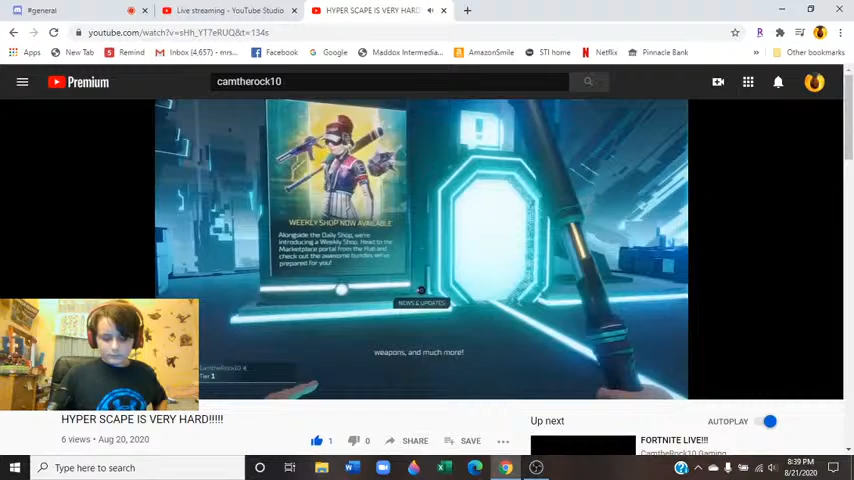 #general
Live streaming - YouTube Studio
HYPER SCAPE IS VERY HARD
youtube.com/watch?v=sHh_YT7eRUQ&t=134s
Apps
New Tab
Remind
Inbox (4,657) - mrs...
Facebook
Google
Maddox Intermedia...
AmazonSmile
STI home
Netflix
Pinnacle Bank
Other bookmarks
Premium
camtherock10
WEEKLY SHOP NOW AVAILABLE
Alongside the Daily Shop, we're
introducing a Weekly Shop. Head to the
Marketplace portal from the Hub and
check out the awesome bundles we've
prepared for you!
NEWS & UPDATES
weapons, and much more!
CamtheRock10
Tier 1
HYPER SCAPE IS VERY HARD!!!!!
6 views • Aug 20, 2020
1
0
SHARE
SAVE
Up next
AUTOPLAY
FORTNITE LIVE!!!
CamtheRock10 Gaming
Type here to search
8:39 PM
8/21/2020